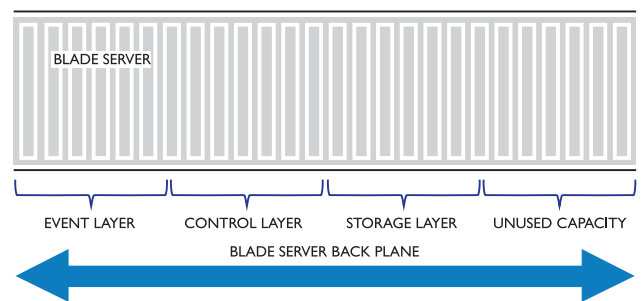 BLADE SERVER
EVENT LAYER CONTROL LAYER STORAGE LAYER UNUSED CAPACITY
BLADE SERVER BACK PLANE